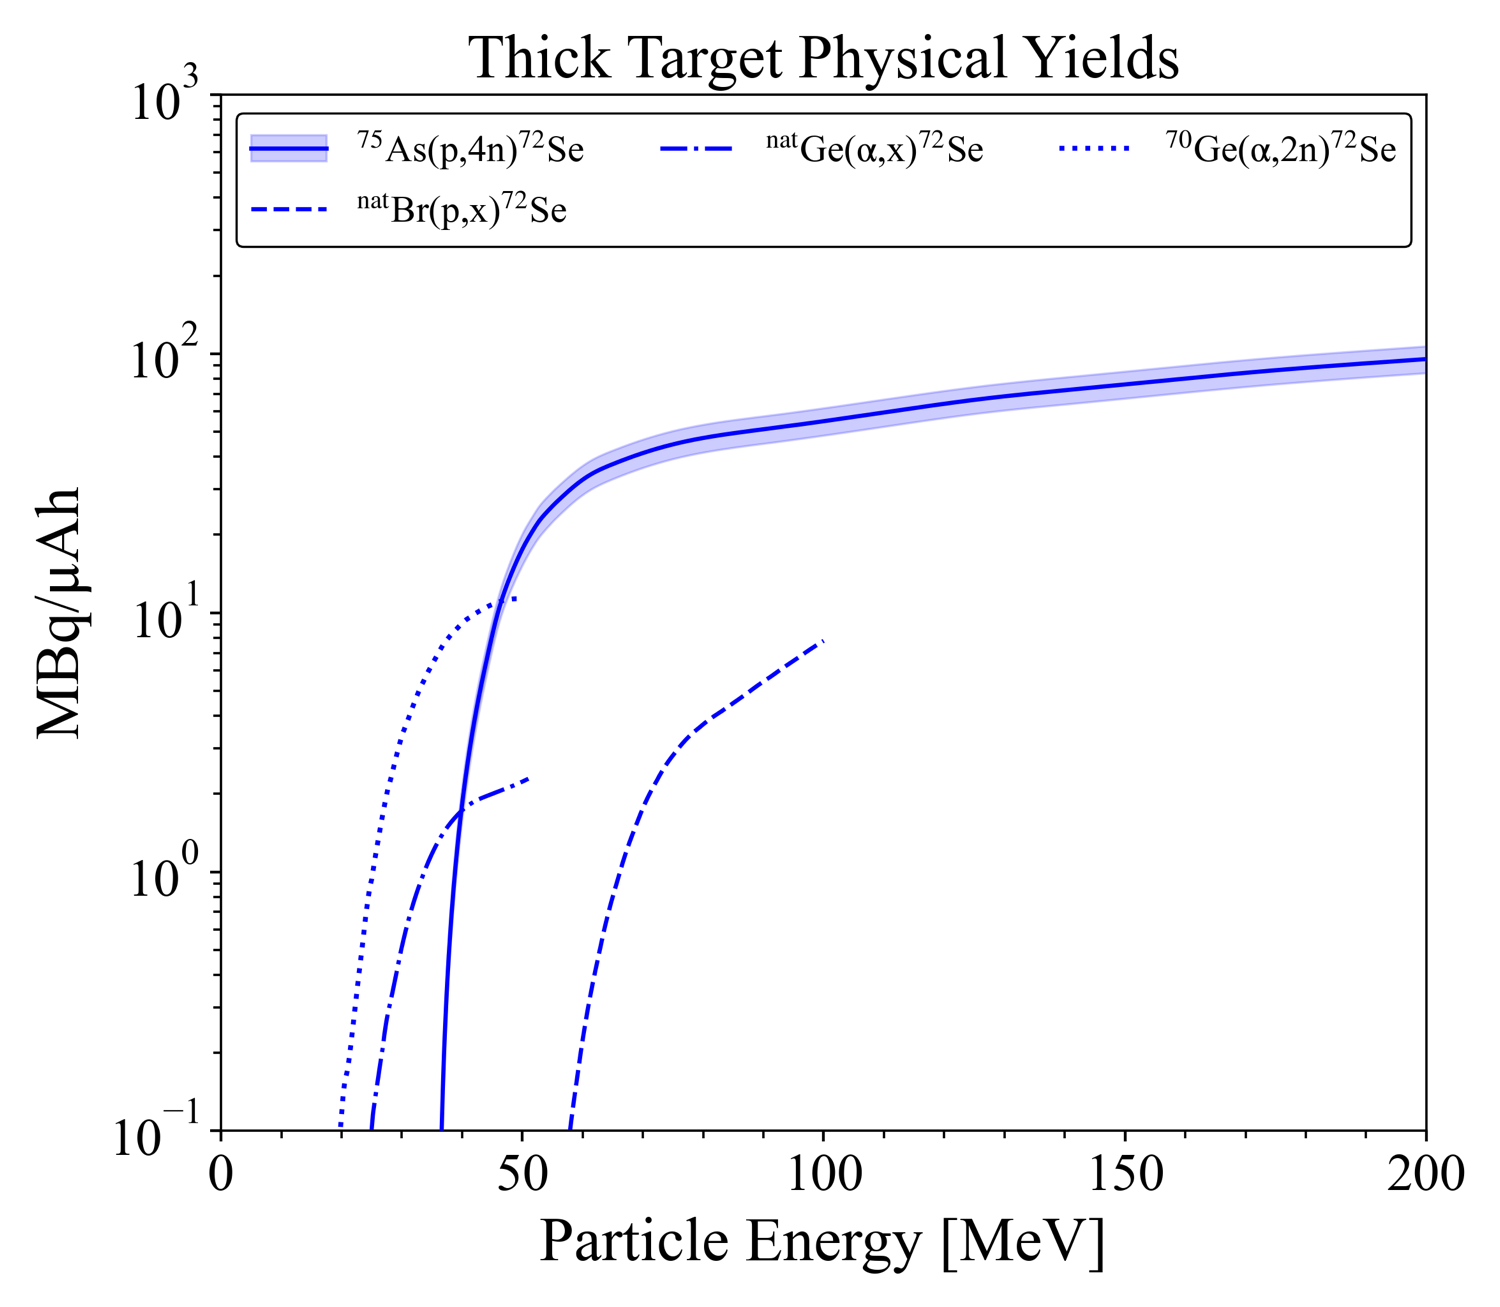 Thick Target Physical Yields
⁷⁵As(p,4n)⁷²Se
ⁿᵃᵗGe(α,x)⁷²Se
⁷⁰Ge(α,2n)⁷²Se
ⁿᵃᵗBr(p,x)⁷²Se
10³
10²
10¹
10⁰
10⁻¹
MBq/μAh
0 50 100 150 200
Particle Energy [MeV]